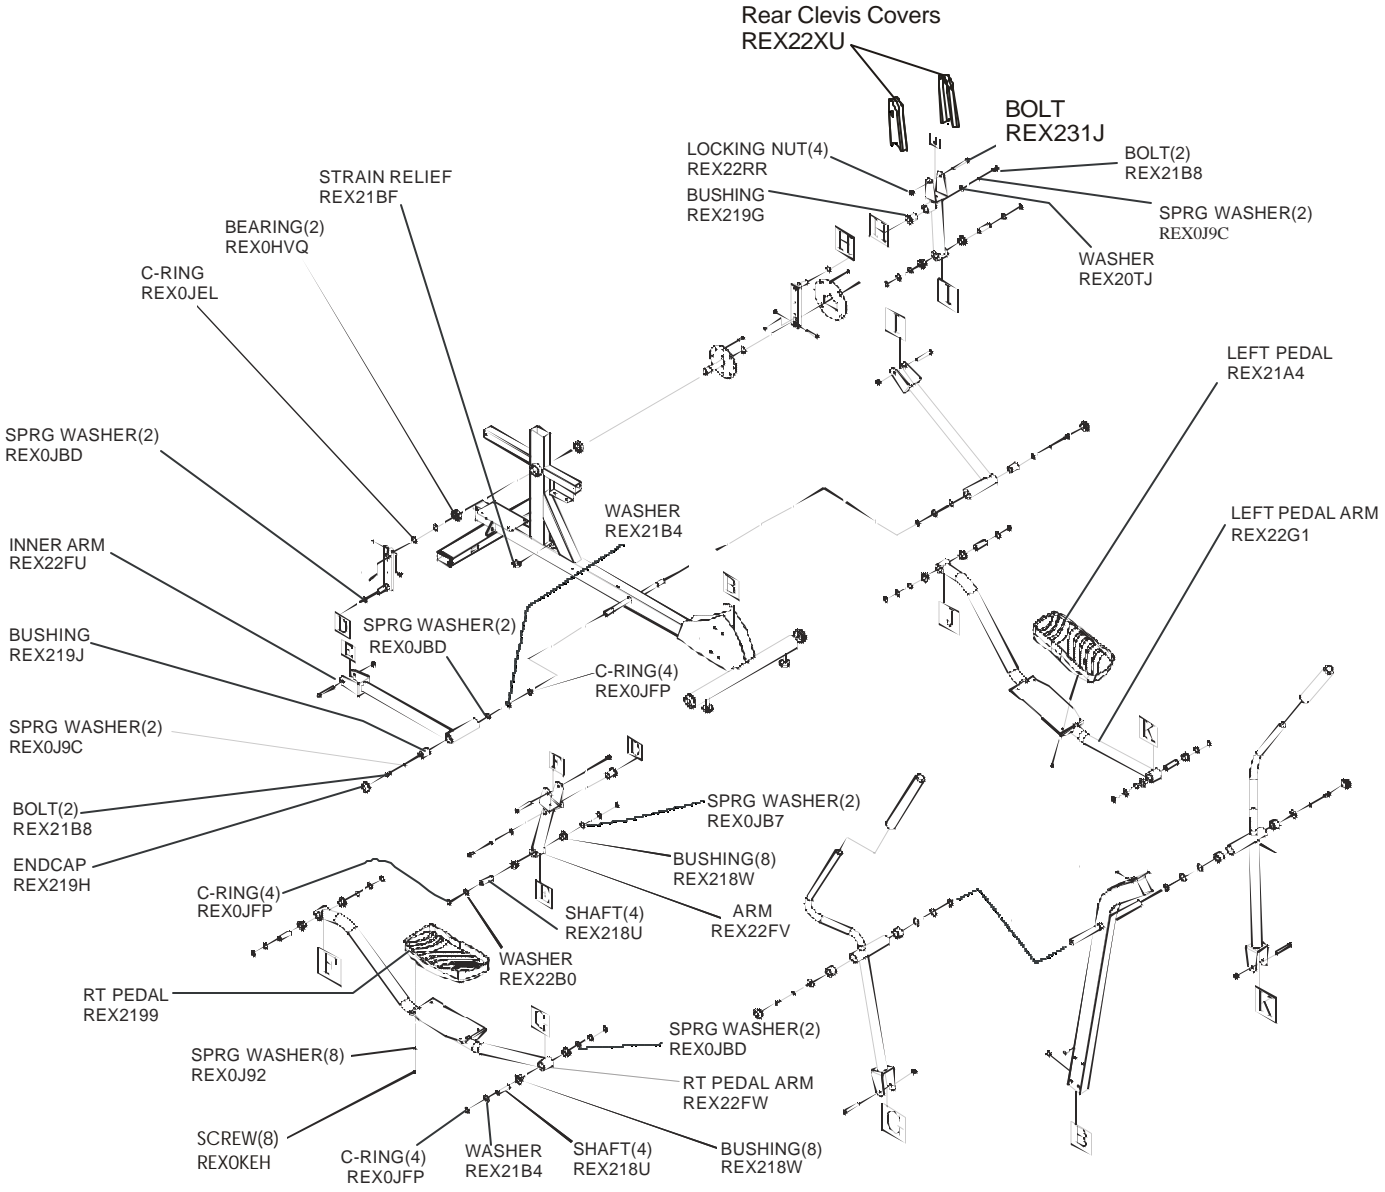 Rear Clevis Covers
REX22XU
BOLT
REX231J
LOCKING NUT(4)
REX22RR
BOLT(2)
REX21B8
STRAIN RELIEF
REX21BF
BUSHING
REX219G
SPRG WASHER(2)
REX0J9C
BEARING(2)
REX0HVQ
WASHER
REX20TJ
C-RING
REX0JEL
H
H
I
I
LEFT PEDAL
REX21A4
SPRG WASHER(2)
REX0JBD
WASHER
REX21B4
LEFT PEDAL ARM
REX22G1
INNER ARM
REX22FU
B
D
E
J
SPRG WASHER(2)
REX0JBD
BUSHING
REX219J
C-RING(4)
REX0JFP
SPRG WASHER(2)
REX0J9C
K
D
F
BOLT(2)
REX21B8
SPRG WASHER(2)
REX0JB7
ENDCAP
REX219H
BUSHING(8)
REX218W
C-RING(4)
REX0JFP
SHAFT(4)
REX218U
ARM
REX22FV
WASHER
REX22B0
RT PEDAL
REX2199
K
C
SPRG WASHER(2)
REX0JBD
SPRG WASHER(8)
REX0J92
RT PEDAL ARM
REX22FW
B
SCREW(8)
REX0KEH
C-RING(4)
REX0JFP
WASHER
REX21B4
SHAFT(4)
REX218U
BUSHING(8)
REX218W